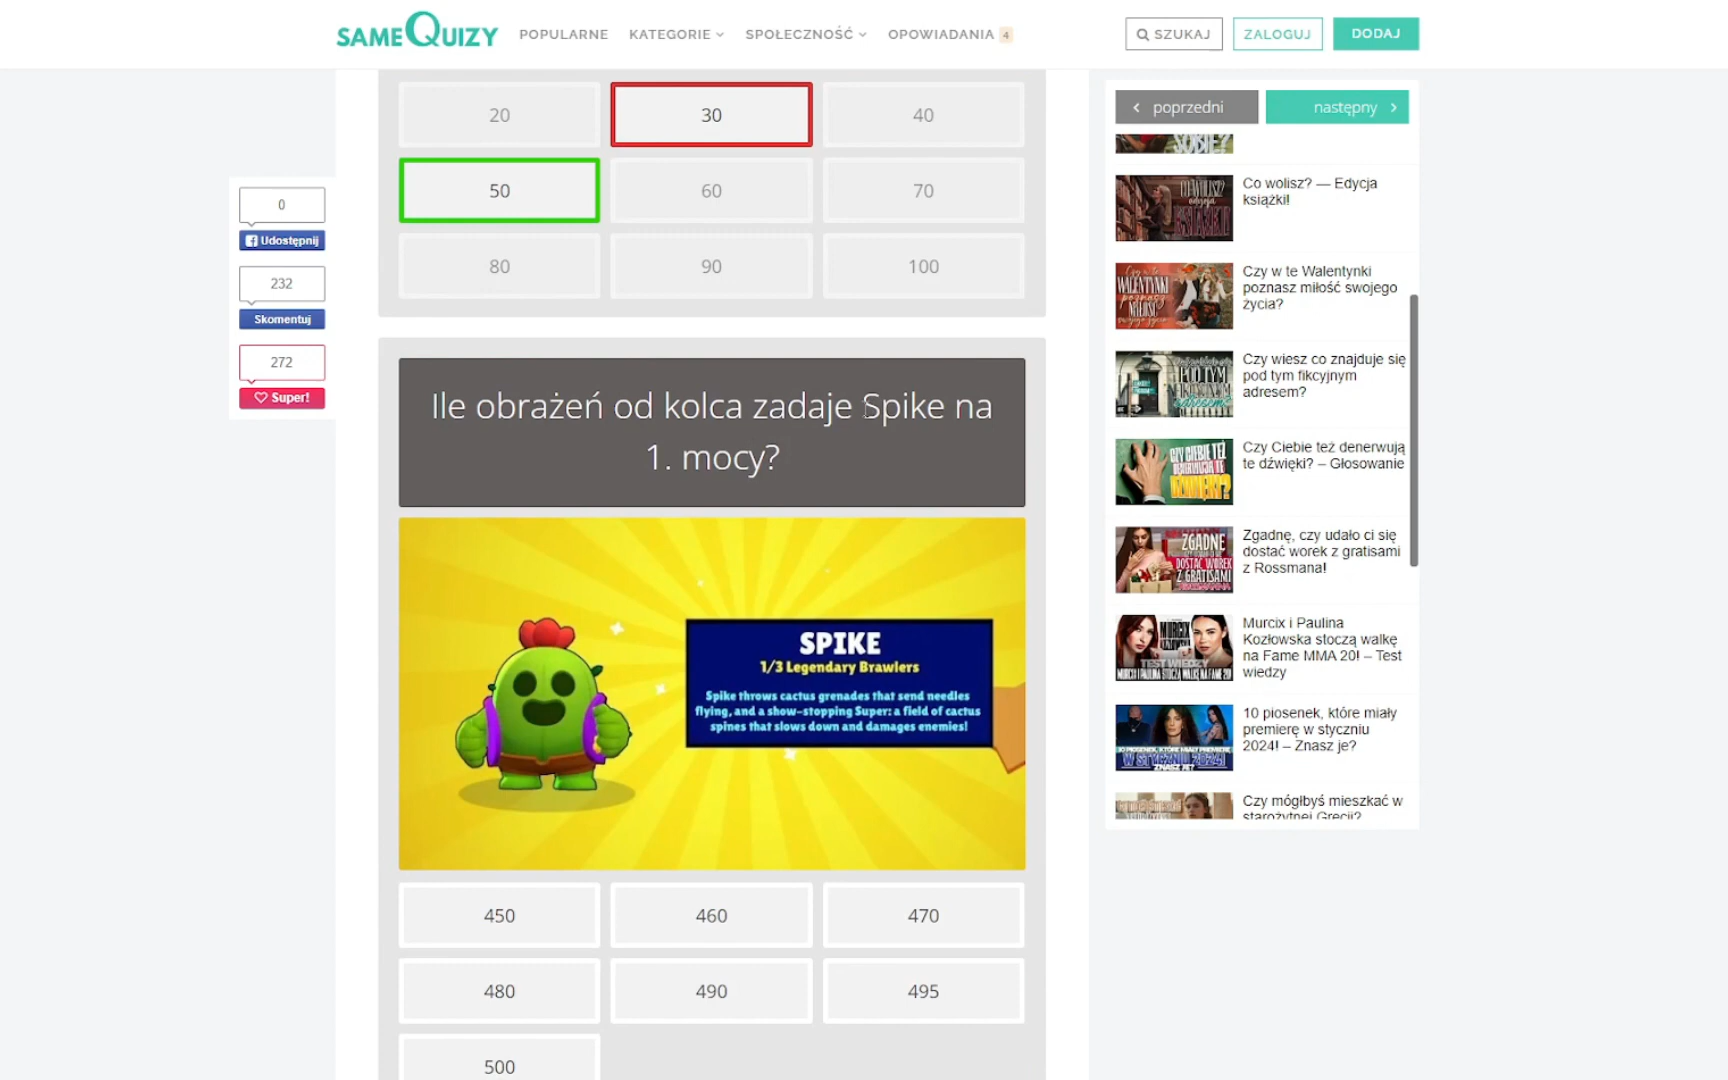 SAMEQUIZY
POPULARNE
KATEGORIE
SPOŁECZNOŚĆ
OPOWIADANIA 4
SZUKAJ
ZALOGUJ
DODAJ
20
30
40
50
60
70
80
90
100
0
Udostępnij
232
Skomentuj
272
Super!
Ile obrażeń od kolca zadaje Spike na
1. mocy?
SPIKE
1/3 Legendary Brawlers
Spike throws cactus grenades that send needles
flying, and a show-stopping Super: a field of cactus
spines that slows down and damages enemies!
450
460
470
480
490
495
500
poprzedni
następny
Co wolisz? — Edycja
książki!
Czy w te Walentynki
poznasz miłość swojego
życia?
Czy wiesz co znajduje się
pod tym fikcyjnym
adresem?
Czy Ciebie też denerwują
te dźwięki? – Głosowanie
Zgadnę, czy udało ci się
dostać worek z gratisami
z Rossmana!
Murcix i Paulina
Kozłowska stoczą walkę
na Fame MMA 20! – Test
wiedzy
10 piosenek, które miały
premierę w styczniu
2024! – Znasz je?
Czy mógłbyś mieszkać w
starożytnej Grecji?